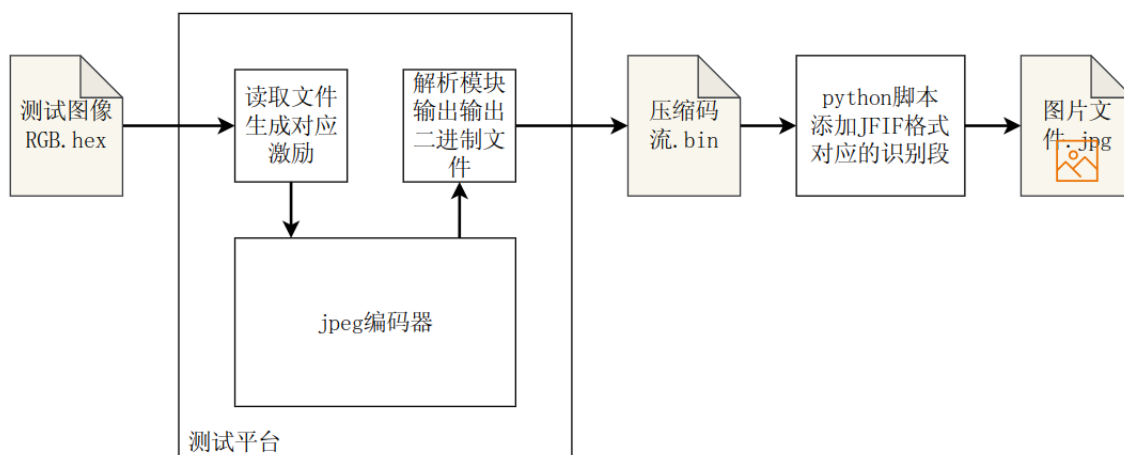 测试图像
RGB.hex
读取文件
生成对应
激励
解析模块
输出输出
二进制文
件
jpeg编码器
测试平台
压缩码
流.bin
python脚本
添加JFIF格式
对应的识别段
图片文
件.jpg